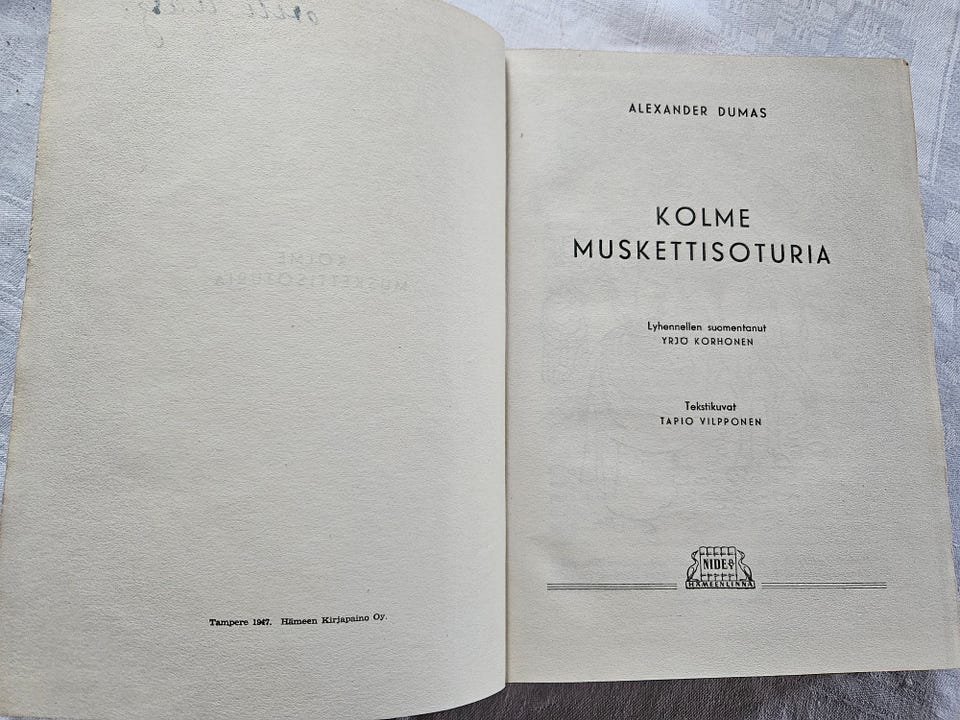 Tampere 1947. Hämeen Kirjapaino Oy.
ALEXANDER DUMAS
KOLME
MUSKETTISOTURIA
Lyhennellen suomentanut
YRJÖ KORHONEN
Tekstikuvat
TAPIO VILPPONEN
NIDE
HÄMEENLINNA